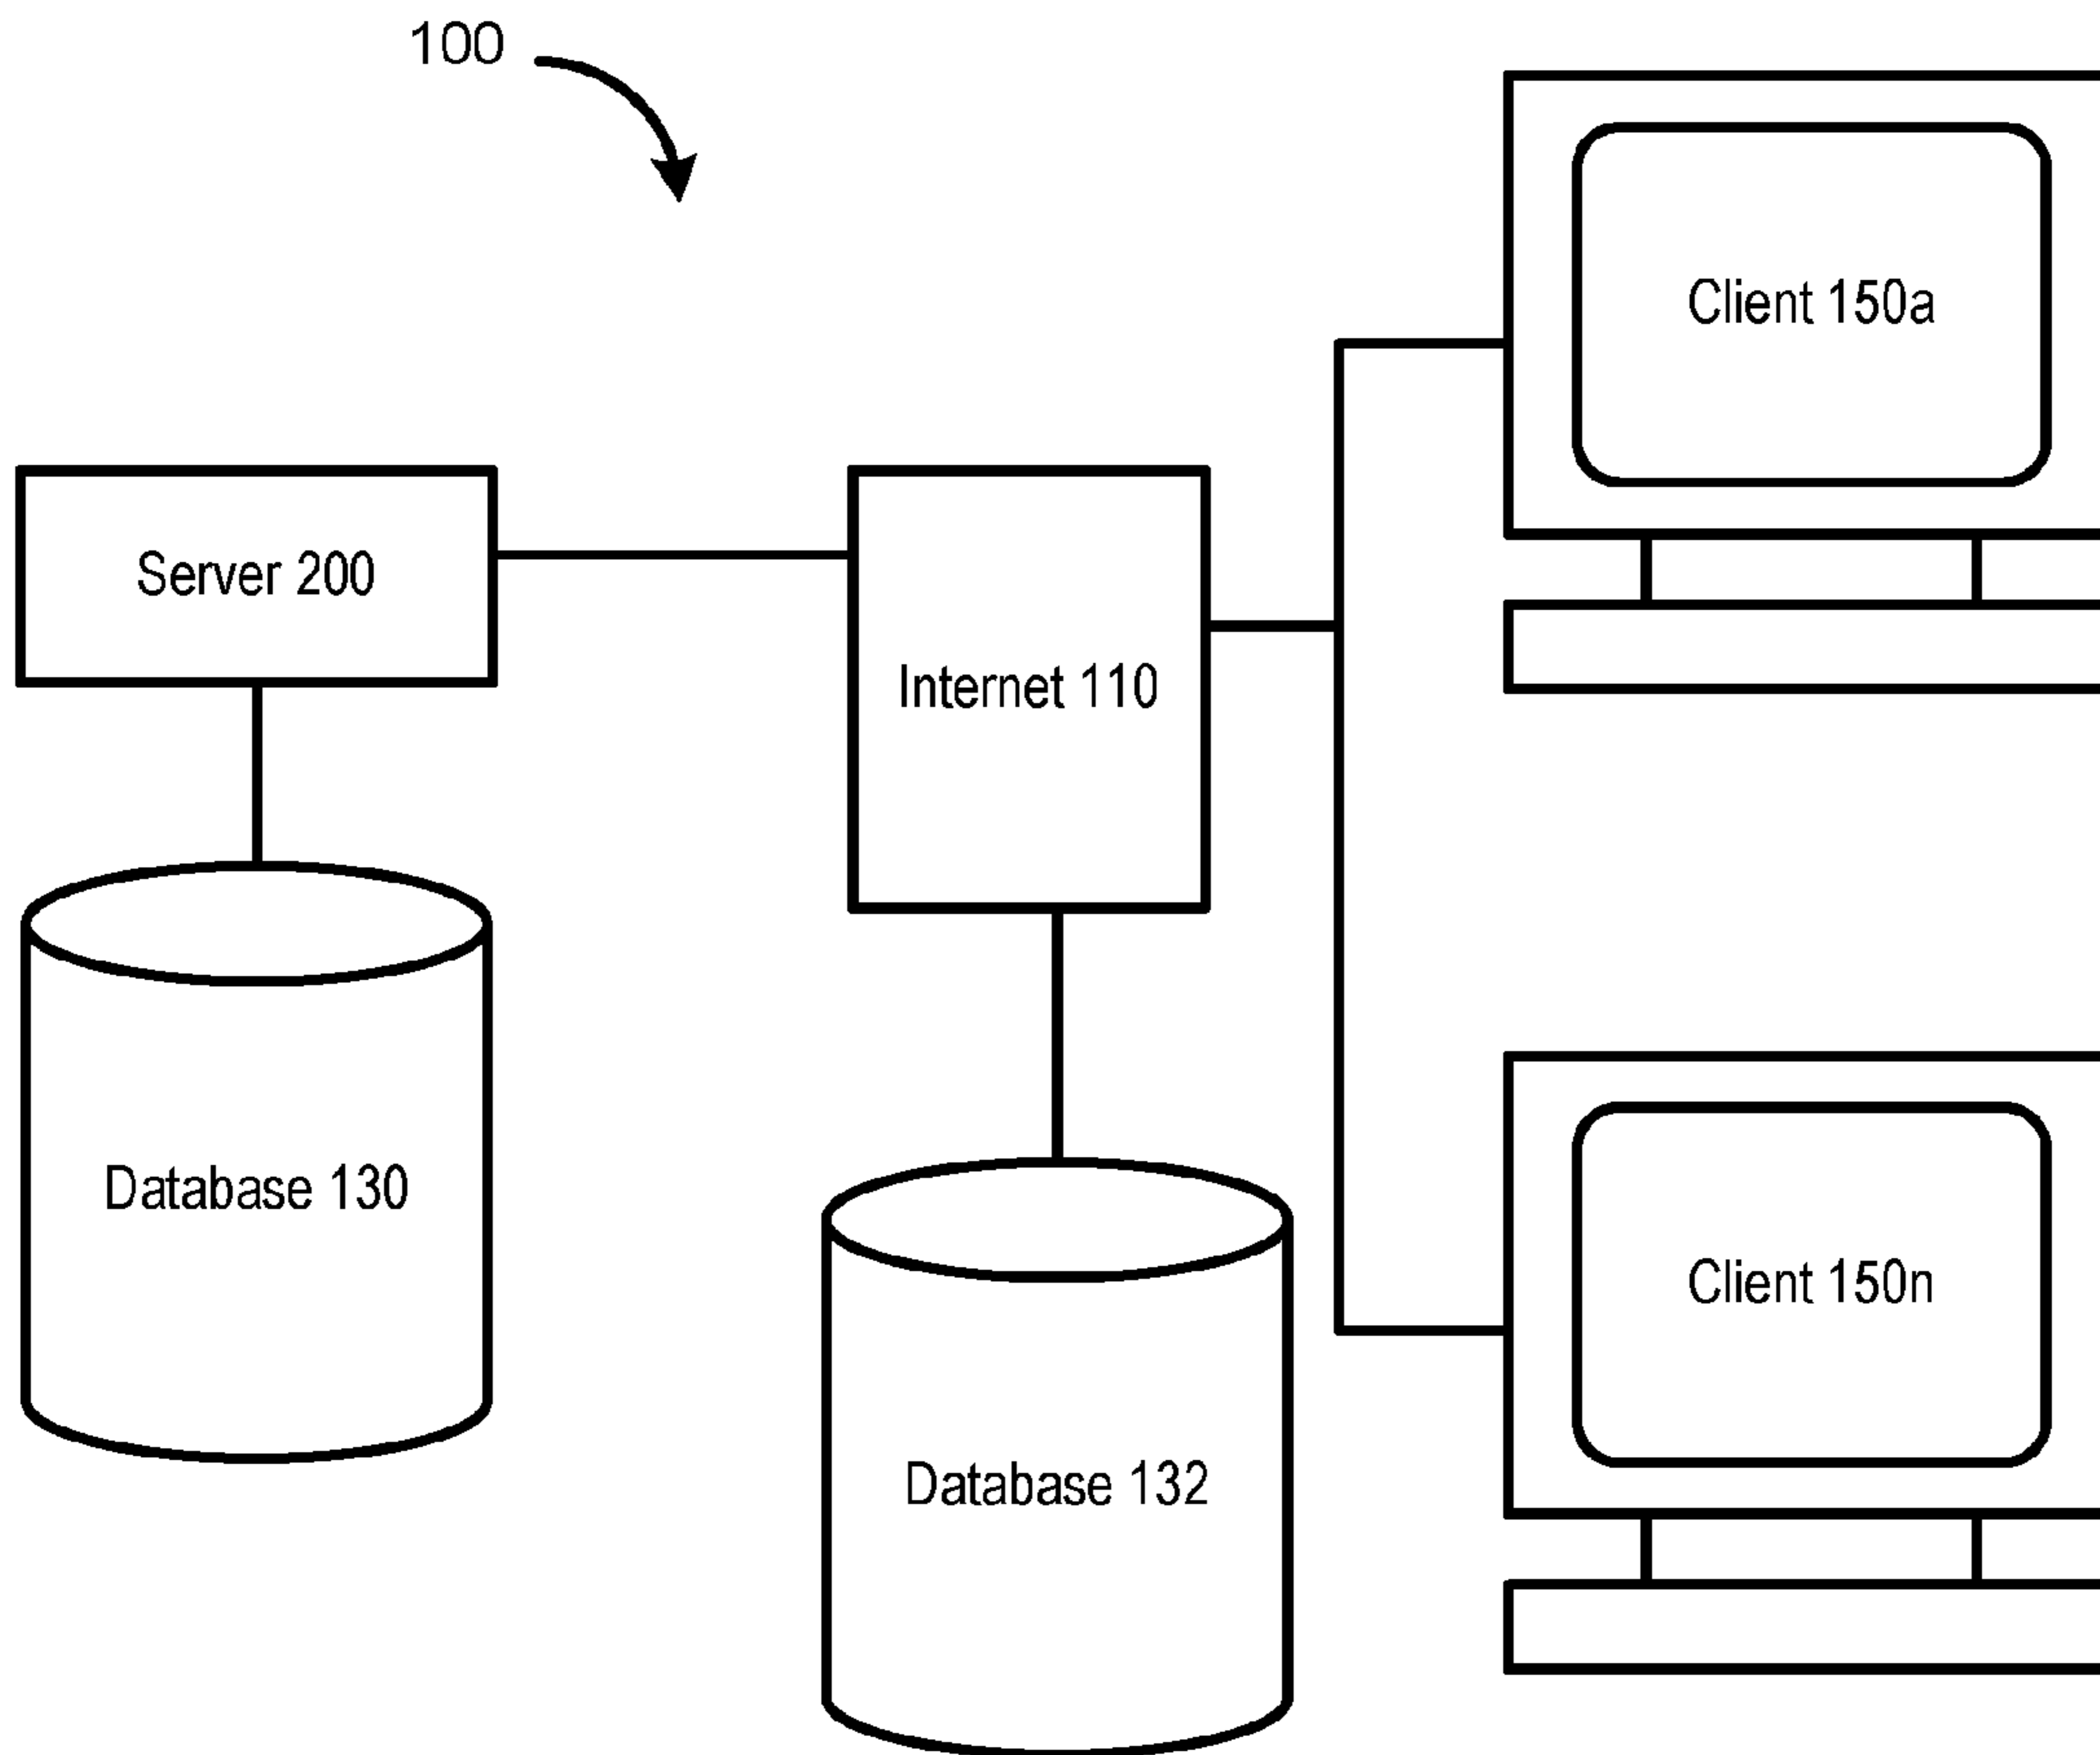 100
Client 150a
Server 200
Internet 110
Database 130
Client 150n
Database 132